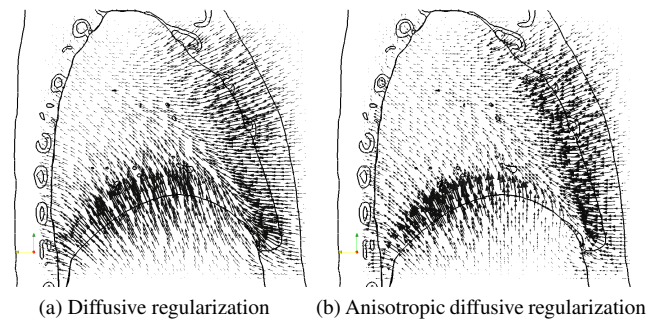 (a) Diffusive regularization
(b) Anisotropic diffusive regularization